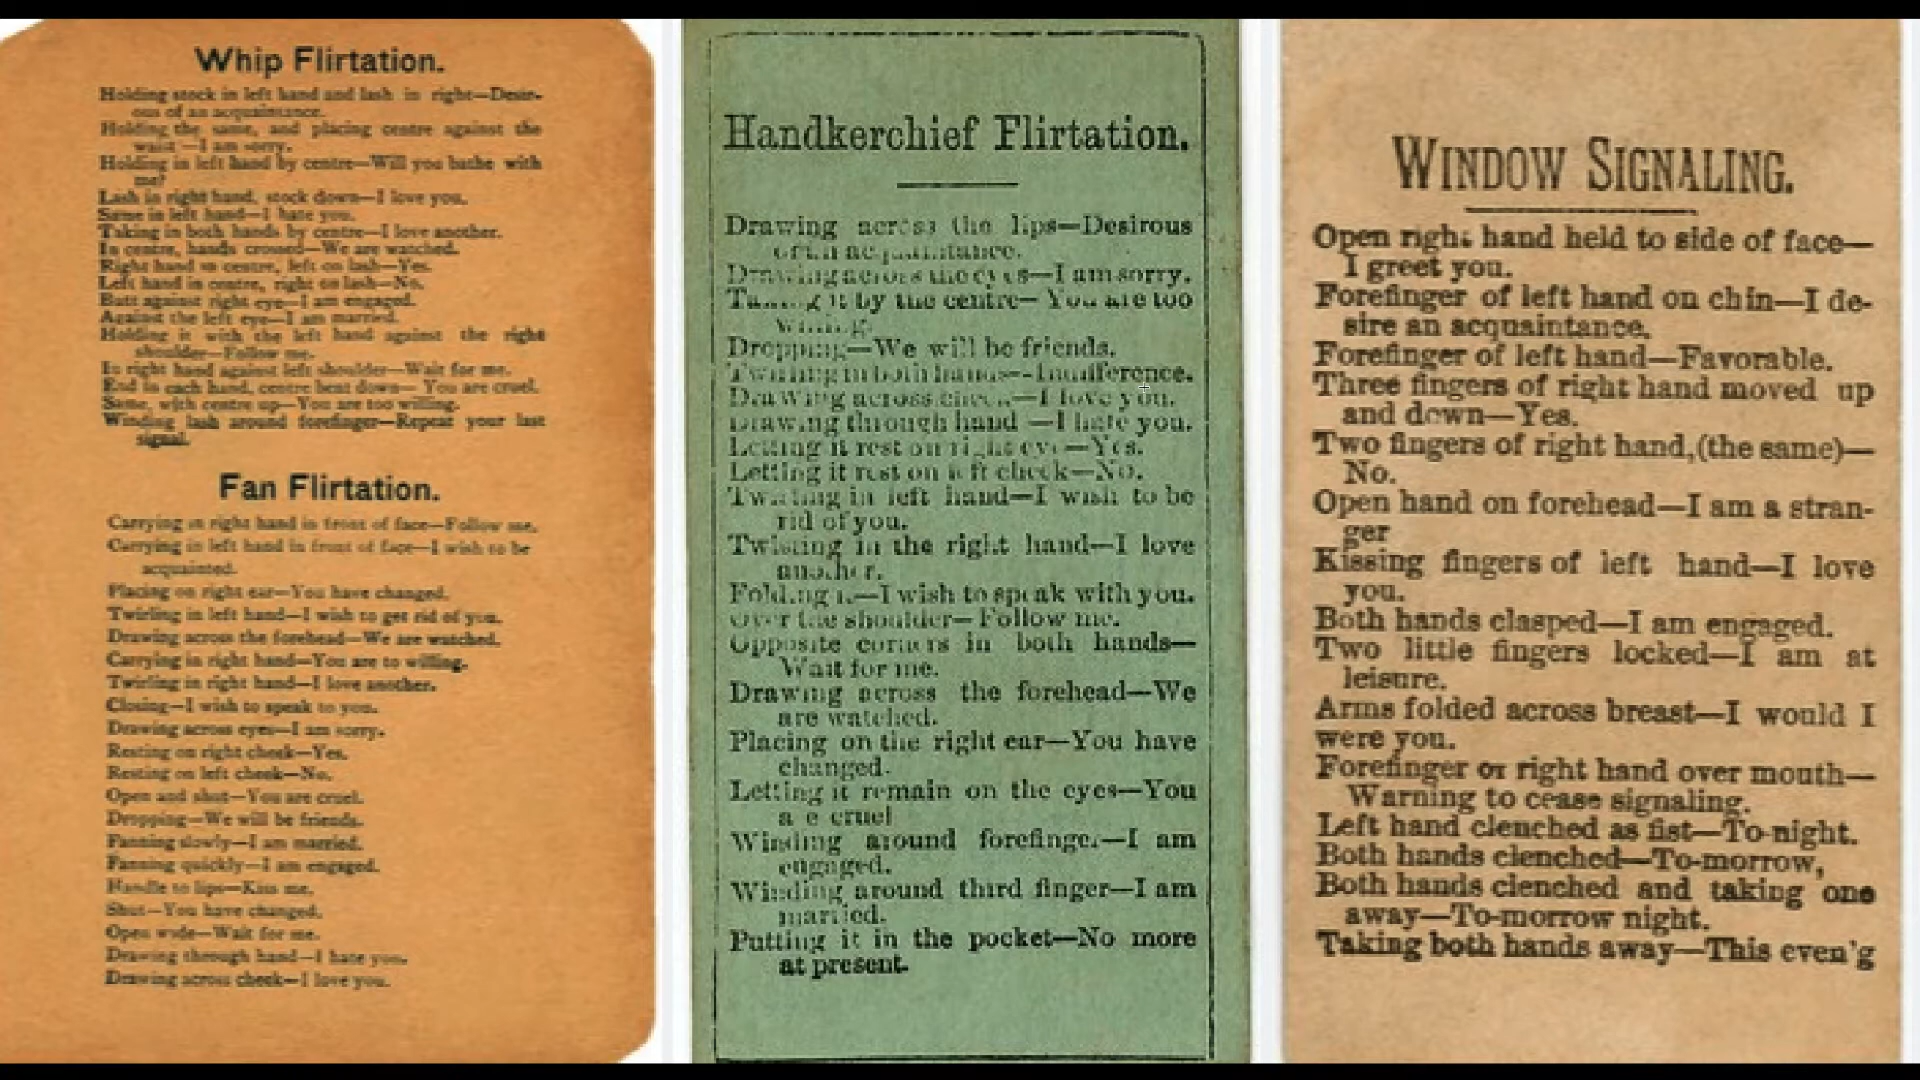 Whip Flirtation.
Holding stock in left hand and lash in right—Desir-
ous of an acquaintance.
Holding the same, and placing centre against the
waist—I am sorry.
Holding in left hand by centre—Will you bathe with
me?
Lash in right hand, stock down—I love you.
Same in left hand—I hate you.
Taking in both hands by centre—I love another.
In centre, hands crossed—We are watched.
Right hand in centre, left on lash—Yes.
Left hand in centre, right on lash—No.
Butt against right eye—I am engaged.
Against the left eye—I am married.
Holding it with the left hand against the right
shoulder—Follow me.
In right hand against left shoulder—Wait for me.
End in each hand, centre bent down—You are cruel.
Same, with centre up—You are too willing.
Winding lash around forefinger—Repeat your last
signal.
Fan Flirtation.
Carrying in right hand in front of face—Follow me.
Carrying in left hand in front of face—I wish to be
acquainted.
Placing on right ear—You have changed.
Twirling in left hand—I wish to get rid of you.
Drawing across the forehead—We are watched.
Carrying in right hand—You are to willing.
Twirling in right hand—I love another.
Closing—I wish to speak to you.
Drawing across eyes—I am sorry.
Resting on right cheek—Yes.
Resting on left cheek—No.
Open and shut—You are cruel.
Dropping—We will be friends.
Fanning slowly—I am married.
Fanning quickly—I am engaged.
Handle to lips—Kiss me.
Shut—You have changed.
Open wide—Wait for me.
Drawing through hand—I hate you.
Drawing across cheek—I love you.
Handkerchief Flirtation.
Drawing across the lips—Desirous
of an acquaintance.
Drawing across the eyes—I am sorry.
Taking it by the centre—You are too
willing.
Dropping—We will be friends.
Twirling in both hands—Indifference.
Drawing across cheek—I love you.
Drawing through hand—I hate you.
Letting it rest on right eye—Yes.
Letting it rest on left cheek—No.
Twisting in left hand—I wish to be
rid of you.
Twisting in the right hand—I love
another.
Folding it—I wish to speak with you.
Over the shoulder—Follow me.
Opposite corners in both hands—
Wait for me.
Drawing across the forehead—We
are watched.
Placing on the right ear—You have
changed.
Letting it remain on the eyes—You
a e cruel
Winding around forefinger—I am
engaged.
Winding around third finger—I am
married.
Putting it in the pocket—No more
at present.
WINDOW SIGNALING.
Open right hand held to side of face—
I greet you.
Forefinger of left hand on chin—I de-
sire an acquaintance.
Forefinger of left hand—Favorable.
Three fingers of right hand moved up
and down—Yes.
Two fingers of right hand,(the same)—
No.
Open hand on forehead—I am a stran-
ger
Kissing fingers of left hand—I love
you.
Both hands clasped—I am engaged.
Two little fingers locked—I am at
leisure.
Arms folded across breast—I would I
were you.
Forefinger or right hand over mouth—
Warning to cease signaling.
Left hand clenched as fist—To-night.
Both hands clenched—To-morrow,
Both hands clenched and taking one
away—To-morrow night.
Taking both hands away—This even'g